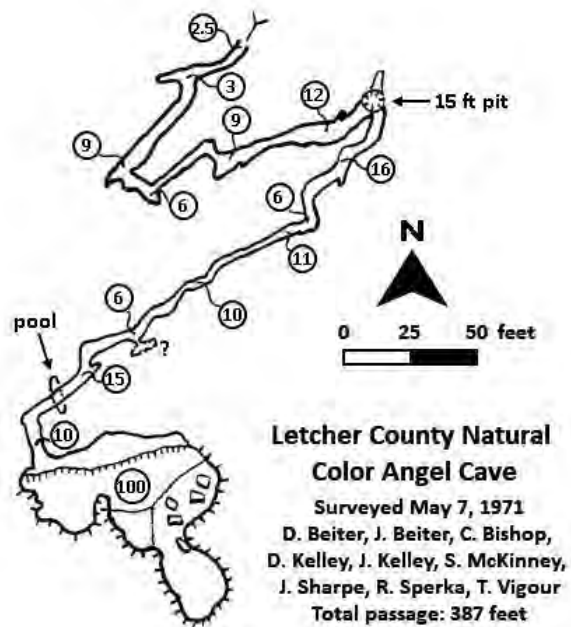 2.5
3
12
15 ft pit
9
9
6
16
6
N
11
6
10
pool
?
0 25 50 feet
15
10
100
Letcher County Natural
Color Angel Cave
Surveyed May 7, 1971
D. Beiter, J. Beiter, C. Bishop,
D. Kelley, J. Kelley, S. McKinney,
J. Sharpe, R. Sperka, T. Vigour
Total passage: 387 feet